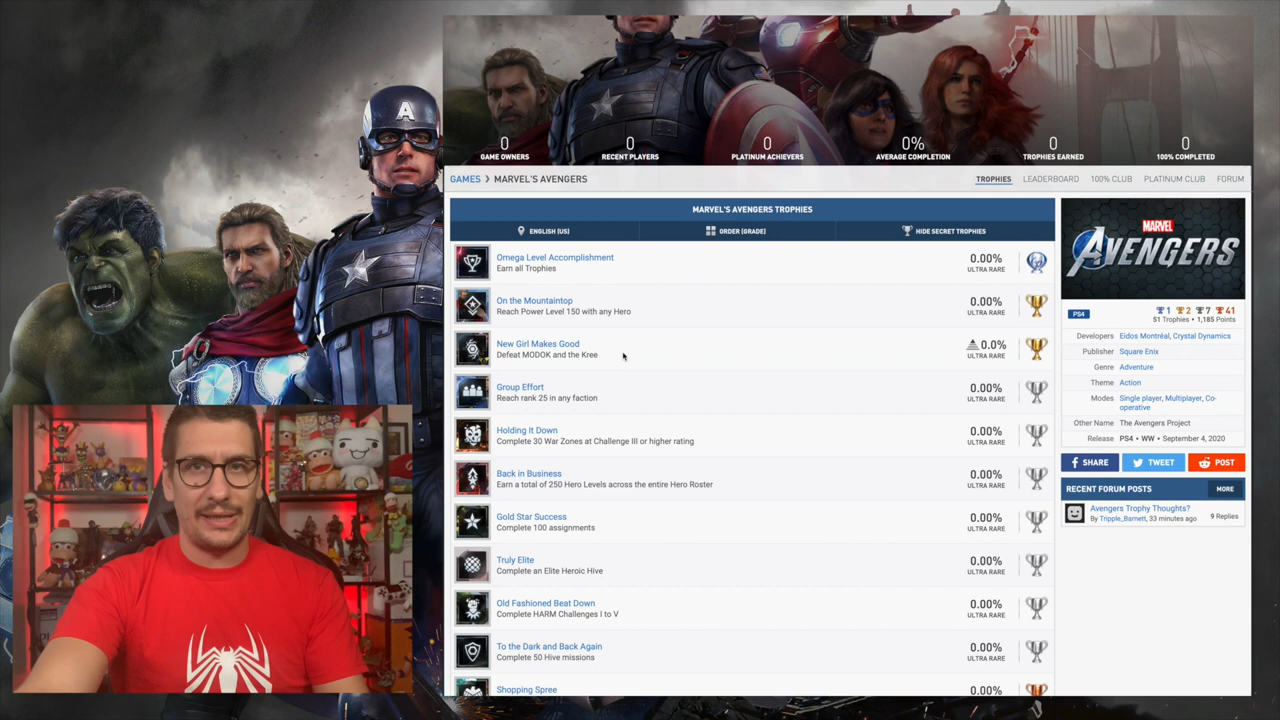 0
GAME OWNERS
0
RECENT PLAYERS
0
PLATINUM ACHIEVERS
0%
AVERAGE COMPLETION
0
TROPHIES EARNED
0
100% COMPLETED
GAMES > MARVEL'S AVENGERS
TROPHIES LEADERBOARD 100% CLUB PLATINUM CLUB FORUM
MARVEL'S AVENGERS TROPHIES
ENGLISH (US) ORDER (GRADE) HIDE SECRET TROPHIES
Omega Level Accomplishment
Earn all Trophies
0.00%
ULTRA RARE
On the Mountaintop
Reach Power Level 150 with any Hero
0.00%
ULTRA RARE
New Girl Makes Good
Defeat MODOK and the Kree
0.0%
ULTRA RARE
Group Effort
Reach rank 25 in any faction
0.00%
ULTRA RARE
Holding It Down
Complete 30 War Zones at Challenge III or higher rating
0.00%
ULTRA RARE
Back in Business
Earn a total of 250 Hero Levels across the entire Hero Roster
0.00%
ULTRA RARE
Gold Star Success
Complete 100 assignments
0.00%
ULTRA RARE
Truly Elite
Complete an Elite Heroic Hive
0.00%
ULTRA RARE
Old Fashioned Beat Down
Complete HARM Challenges I to V
0.00%
ULTRA RARE
To the Dark and Back Again
Complete 50 Hive missions
0.00%
ULTRA RARE
Shopping Spree
0.00%
MARVEL
AVENGERS
PS4
1 2 7 41
51 Trophies • 1,185 Points
Developers Eidos Montréal, Crystal Dynamics
Publisher Square Enix
Genre Adventure
Theme Action
Modes Single player, Multiplayer, Co-
operative
Other Name The Avengers Project
Release PS4 • WW • September 4, 2020
SHARE TWEET POST
RECENT FORUM POSTS MORE
Avengers Trophy Thoughts?
By Tripple_Barnett, 33 minutes ago
9 Replies
A